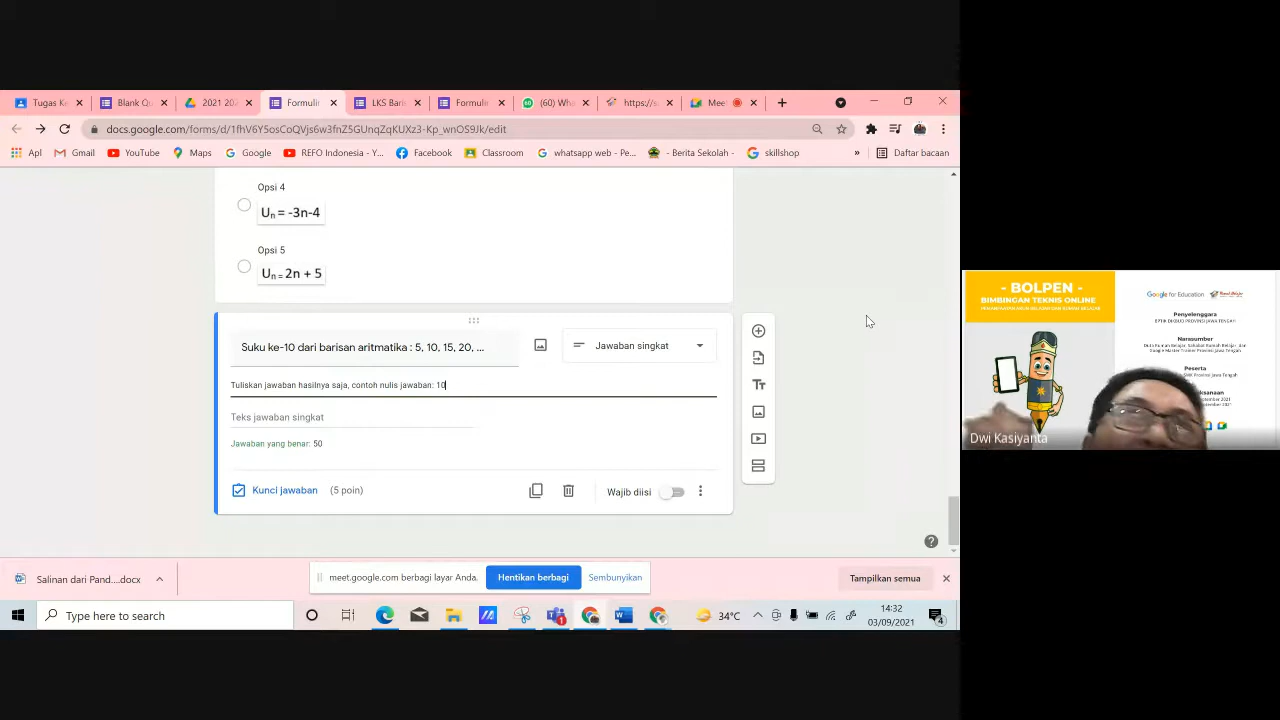 Tugas Ke
Blank Qu
2021 202
Formulir
LKS Bari
Formulir
(60) Wha
https://s
Meet
docs.google.com/forms/d/1fhV6Y5osCoQVjs6w3fnZ5GUnqZqKUXz3-Kp_wnOS9Jk/edit
Apl
Gmail
YouTube
Maps
Google
REFO Indonesia - Y...
Facebook
Classroom
whatsapp web - Pe...
- Berita Sekolah -
skillshop
»
Daftar bacaan
Opsi 4
Un = -3n-4
Opsi 5
Un = 2n + 5
Suku ke-10 dari barisan aritmatika : 5, 10, 15, 20, ...
Jawaban singkat
Tuliskan jawaban hasilnya saja, contoh nulis jawaban: 10
Teks jawaban singkat
Jawaban yang benar: 50
Kunci jawaban (5 poin)
Wajib diisi
Salinan dari Pand....docx
meet.google.com berbagi layar Anda.
Hentikan berbagi
Sembunyikan
Tampilkan semua
Type here to search
34°C
14:32
03/09/2021
- BOLPEN -
BIMBINGAN TEKNIS ONLINE
Google for Education
Penyelenggara
Narasumber
Peserta
Dwi Kasiyanta